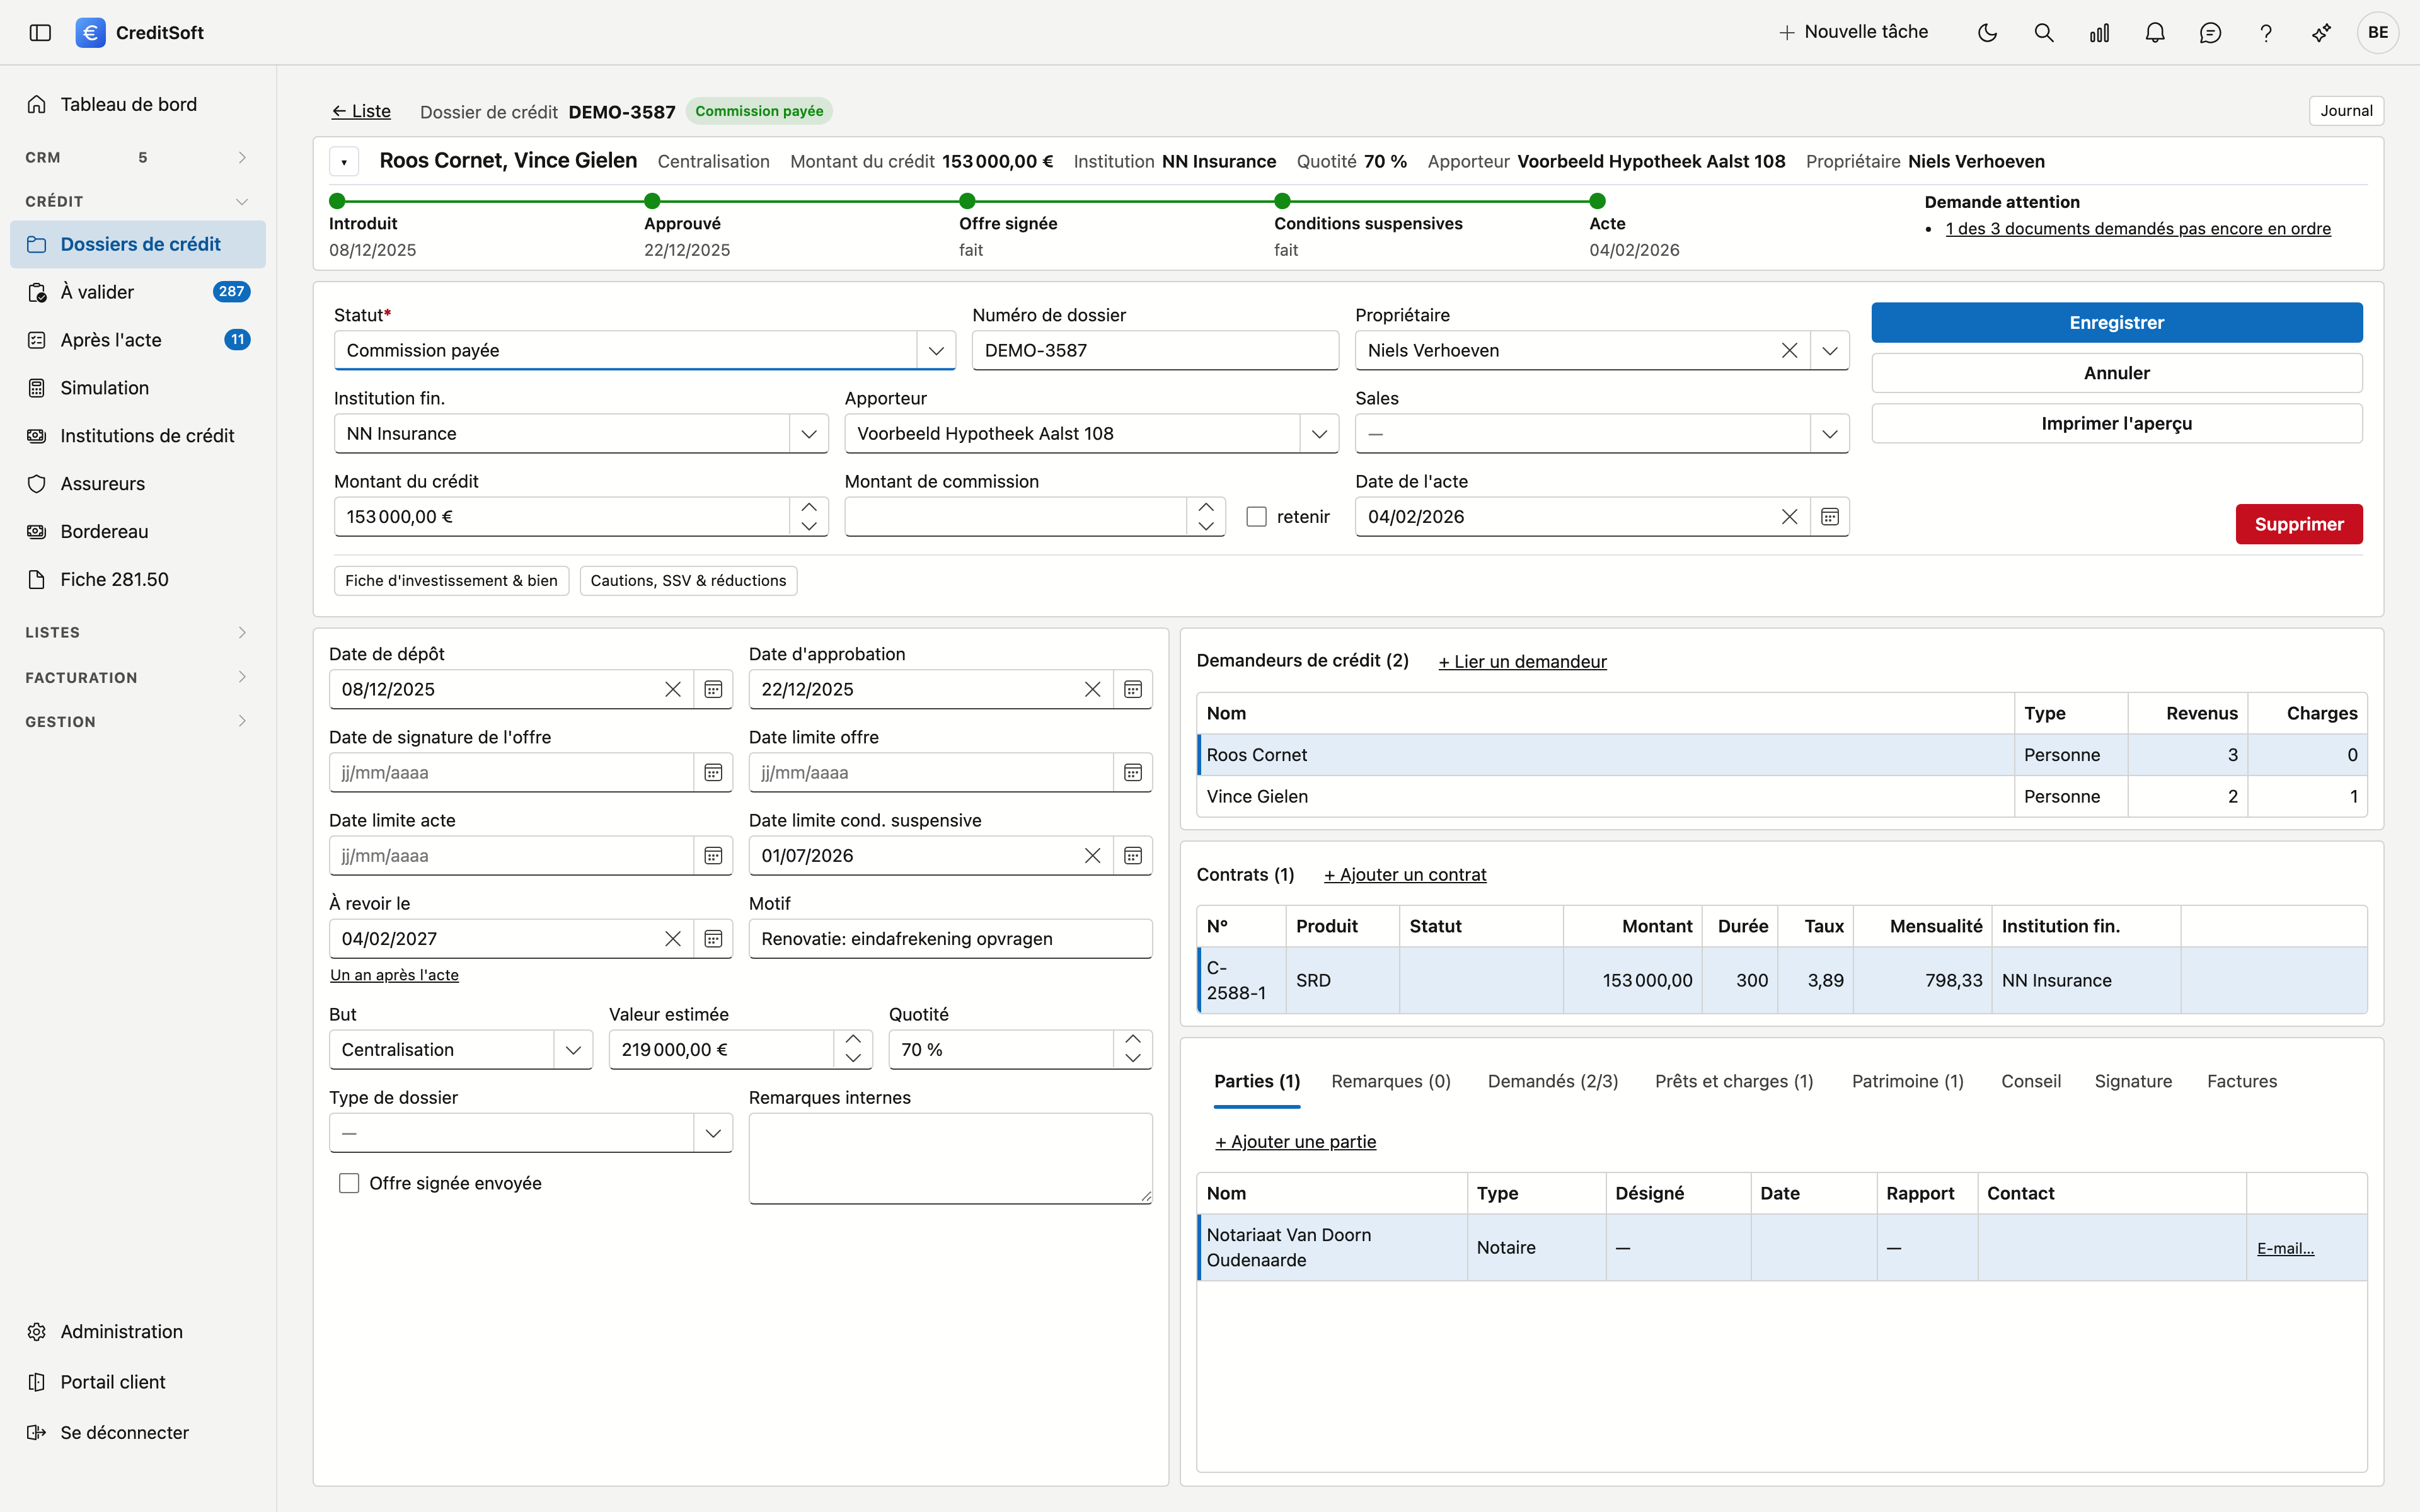 CreditSoft
Nouvelle tâche
BE
Tableau de bord
CRM 5
CRÉDIT
Dossiers de crédit
À valider 287
Après l'acte 11
Simulation
Institutions de crédit
Assureurs
Bordereau
Fiche 281.50
LISTES
FACTURATION
GESTION
Administration
Portail client
Se déconnecter
← Liste Dossier de crédit DEMO-3587 Commission payée Journal
Roos Cornet, Vince Gielen Centralisation Montant du crédit 153 000,00 € Institution NN Insurance Quotité 70 % Apporteur Voorbeeld Hypotheek Aalst 108 Propriétaire Niels Verhoeven
Introduit Approuvé Offre signée Conditions suspensives Acte
08/12/2025 22/12/2025 fait fait 04/02/2026
Demande attention
• 1 des 3 documents demandés pas encore en ordre
Statut* Numéro de dossier Propriétaire
Commission payée DEMO-3587 Niels Verhoeven
Institution fin. Apporteur Sales
NN Insurance Voorbeeld Hypotheek Aalst 108 —
Montant du crédit Montant de commission Date de l'acte
153 000,00 € retenir 04/02/2026
Enregistrer
Annuler
Imprimer l'aperçu
Supprimer
Fiche d'investissement & bien Cautions, SSV & réductions
Date de dépôt Date d'approbation
08/12/2025 22/12/2025
Date de signature de l'offre Date limite offre
jj/mm/aaaa jj/mm/aaaa
Date limite acte Date limite cond. suspensive
jj/mm/aaaa 01/07/2026
À revoir le Motif
04/02/2027 Renovatie: eindafrekening opvragen
Un an après l'acte
But Valeur estimée Quotité
Centralisation 219 000,00 € 70 %
Type de dossier Remarques internes
—
Offre signée envoyée
Demandeurs de crédit (2) + Lier un demandeur
Nom Type Revenus Charges
Roos Cornet Personne 3 0
Vince Gielen Personne 2 1
Contrats (1) + Ajouter un contrat
N° Produit Statut Montant Durée Taux Mensualité Institution fin.
C-
2588-1 SRD 153 000,00 300 3,89 798,33 NN Insurance
Parties (1) Remarques (0) Demandés (2/3) Prêts et charges (1) Patrimoine (1) Conseil Signature Factures
+ Ajouter une partie
Nom Type Désigné Date Rapport Contact
Notariaat Van Doorn
Oudenaarde Notaire — — E-mail...